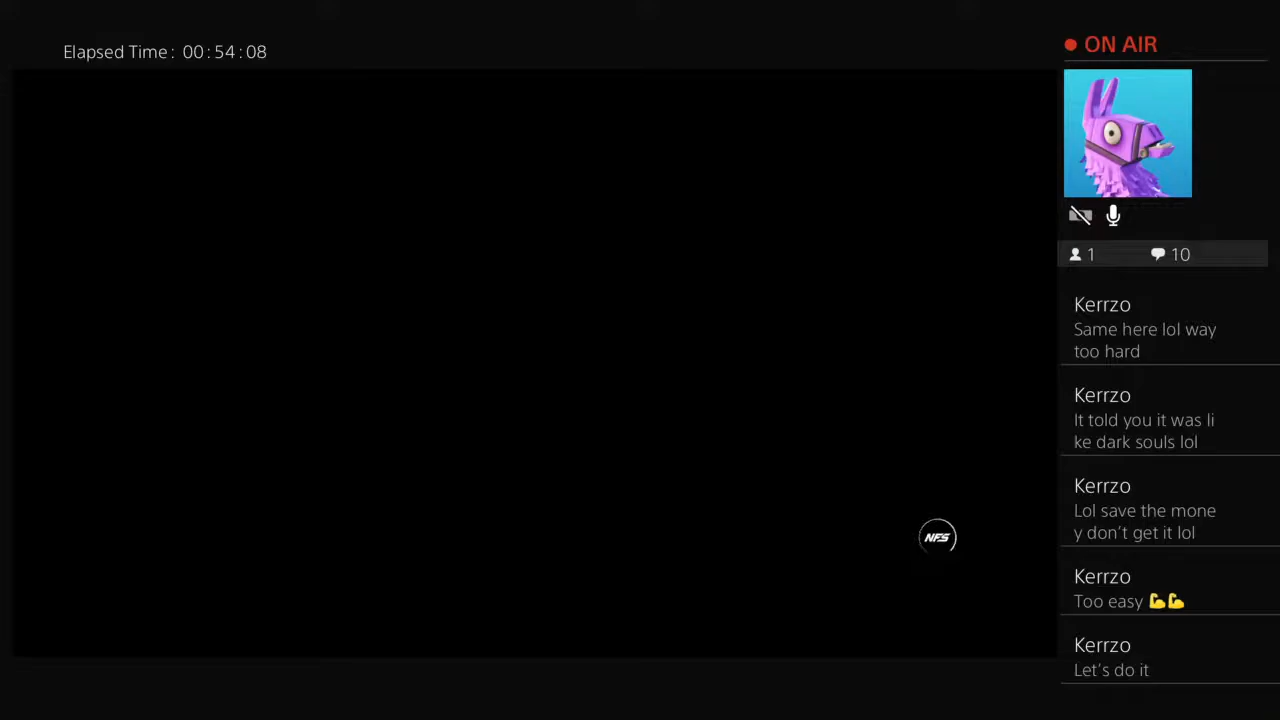 Elapsed Time: 00:54:08
ON AIR
1
10
Kerrzo
Same here lol way
too hard
Kerrzo
It told you it was li
ke dark souls lol
Kerrzo
Lol save the mone
y don't get it lol
Kerrzo
Too easy 💪💪
Kerrzo
Let's do it
NFS